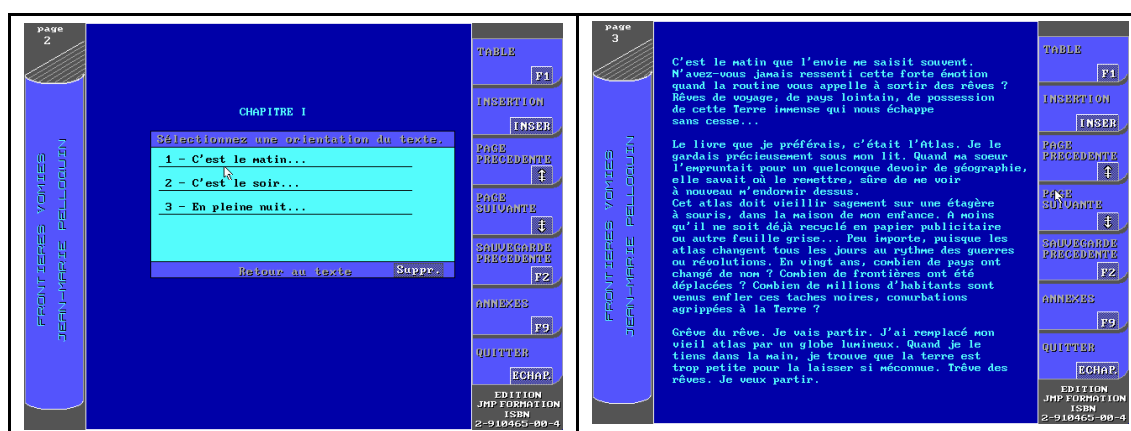 page
2
FRONTIERES VOMIES
JEAN-MARIE PELLOQUIN
CHAPITRE I
Sélectionnez une orientation du texte.
1 - C'est le matin...
2 - C'est le soir...
3 - En pleine nuit...
Retour au texte Suppr.
TABLE
F1
INSERTION
INSER
PAGE
PRECEDENTE
PAGE
SUIVANTE
SAUVEGARDE
PRECEDENTE
F2
ANNEXES
F9
QUITTER
ECHAP.
EDITION
JMP FORMATION
ISBN
2-910465-00-4
page
3
FRONTIERES VOMIES
JEAN-MARIE PELLOQUIN
C'est le matin que l'envie me saisit souvent.
N'avez-vous jamais ressenti cette forte émotion
quand la routine vous appelle à sortir des rêves ?
Rêves de voyage, de pays lointain, de possession
de cette Terre immense qui nous échappe
sans cesse...
Le livre que je préférais, c'était l'Atlas. Je le
gardais précieusement sous mon lit. Quand ma soeur
l'empruntait pour un quelconque devoir de géographie,
elle savait où le remettre, sûre de me voir
à nouveau m'endormir dessus.
Cet atlas doit vieillir sagement sur une étagère
à souris, dans la maison de mon enfance. A moins
qu'il ne soit déjà recyclé en papier publicitaire
ou autre feuille grise... Peu importe, puisque les
atlas changent tous les jours au rythme des guerres
ou révolutions. En vingt ans, combien de pays ont
changé de nom ? Combien de frontières ont été
déplacées ? Combien de millions d'habitants sont
venus enfler ces taches noires, conurbations
agrippées à la Terre ?
Grêve du rêve. Je vais partir. J'ai remplacé mon
vieil atlas par un globe lumineux. Quand je le
tiens dans la main, je trouve que la terre est
trop petite pour la laisser si méconnue. Trêve des
rêves. Je veux partir.
TABLE
F1
INSERTION
INSER
PAGE
PRECEDENTE
PAGE
SUIVANTE
SAUVEGARDE
PRECEDENTE
F2
ANNEXES
F9
QUITTER
ECHAP.
EDITION
JMP FORMATION
ISBN
2-910465-00-4